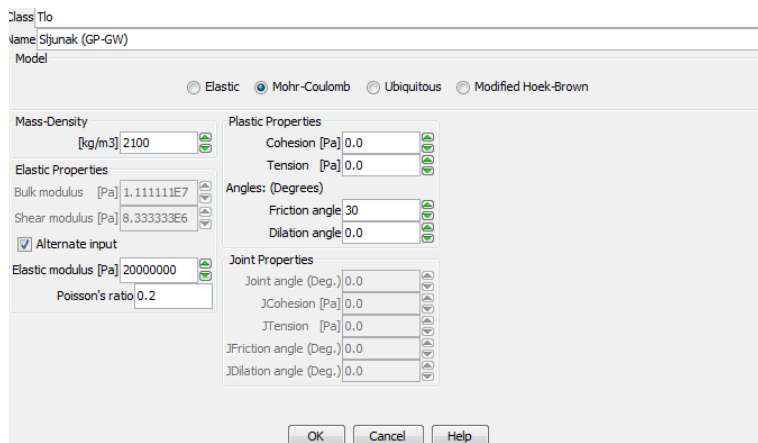 Class Tlo
Name Sljunak (GP-GW)
Model
Elastic Mohr-Coulomb Ubiquitous Modified Hoek-Brown
Mass-Density
[kg/m3] 2100
Elastic Properties
Bulk modulus [Pa] 1.111111E7
Shear modulus [Pa] 8.333333E6
Alternate input
Elastic modulus [Pa] 20000000
Poisson's ratio 0.2
Plastic Properties
Cohesion [Pa] 0.0
Tension [Pa] 0.0
Angles: (Degrees)
Friction angle 30
Dilation angle 0.0
Joint Properties
Joint angle (Deg.) 0.0
JCohesion [Pa] 0.0
JTension [Pa] 0.0
JFriction angle (Deg.) 0.0
JDilation angle (Deg.) 0.0
OK Cancel Help